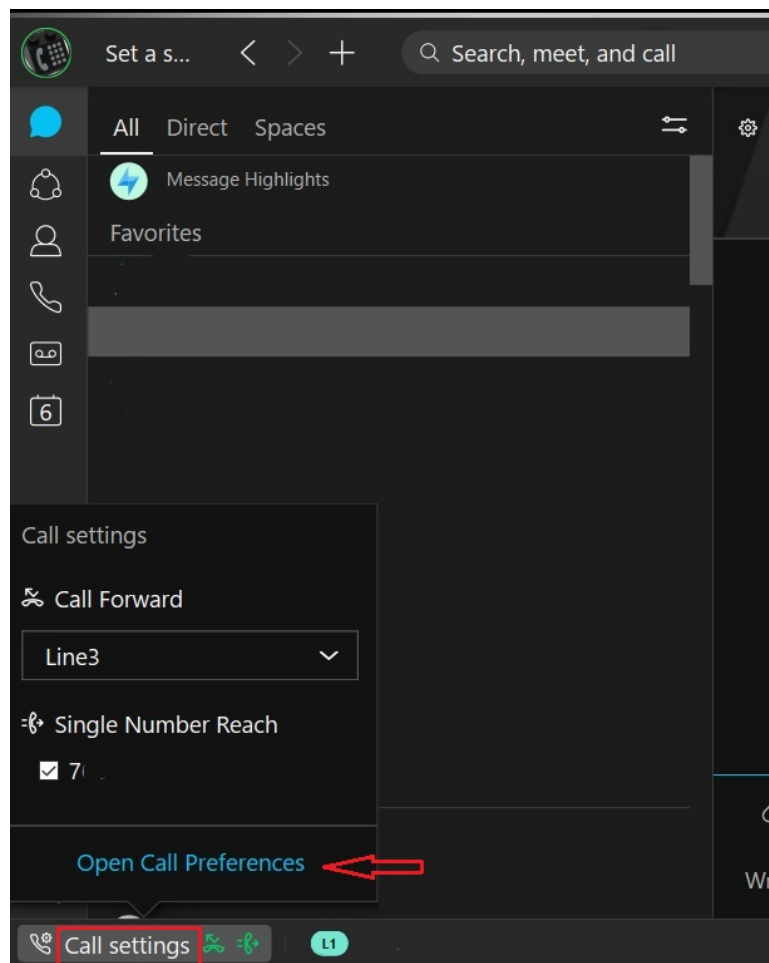 Set a s...
Search, meet, and call
All Direct Spaces
Message Highlights
Favorites
6
Call settings
Call Forward
Line3
Single Number Reach
Open Call Preferences
Call settings
L1